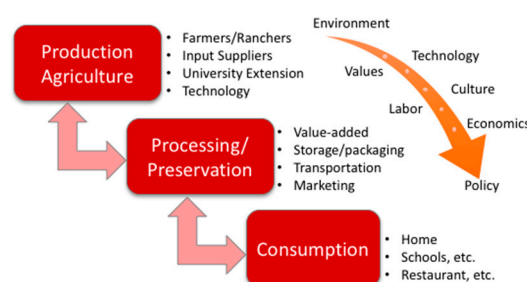 Production
Agriculture
• Farmers/Ranchers
• Input Suppliers
• University Extension
• Technology
Environment
Technology
Values
Culture
Labor
Economics
Policy
Processing/
Preservation
• Value-added
• Storage/packaging
• Transportation
• Marketing
Consumption
• Home
• Schools, etc.
• Restaurant, etc.